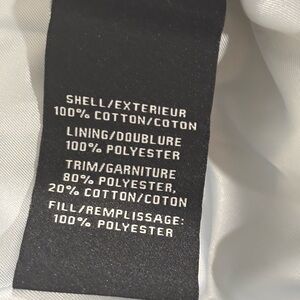 SHELL/EXTERIEUR
100% COTTON/COTON
LINING/DOUBLURE
100% POLYESTER
TRIM/GARNITURE
80% POLYESTER,
20% COTTON/COTON
FILL/REMPLISSAGE:
100% POLYESTER